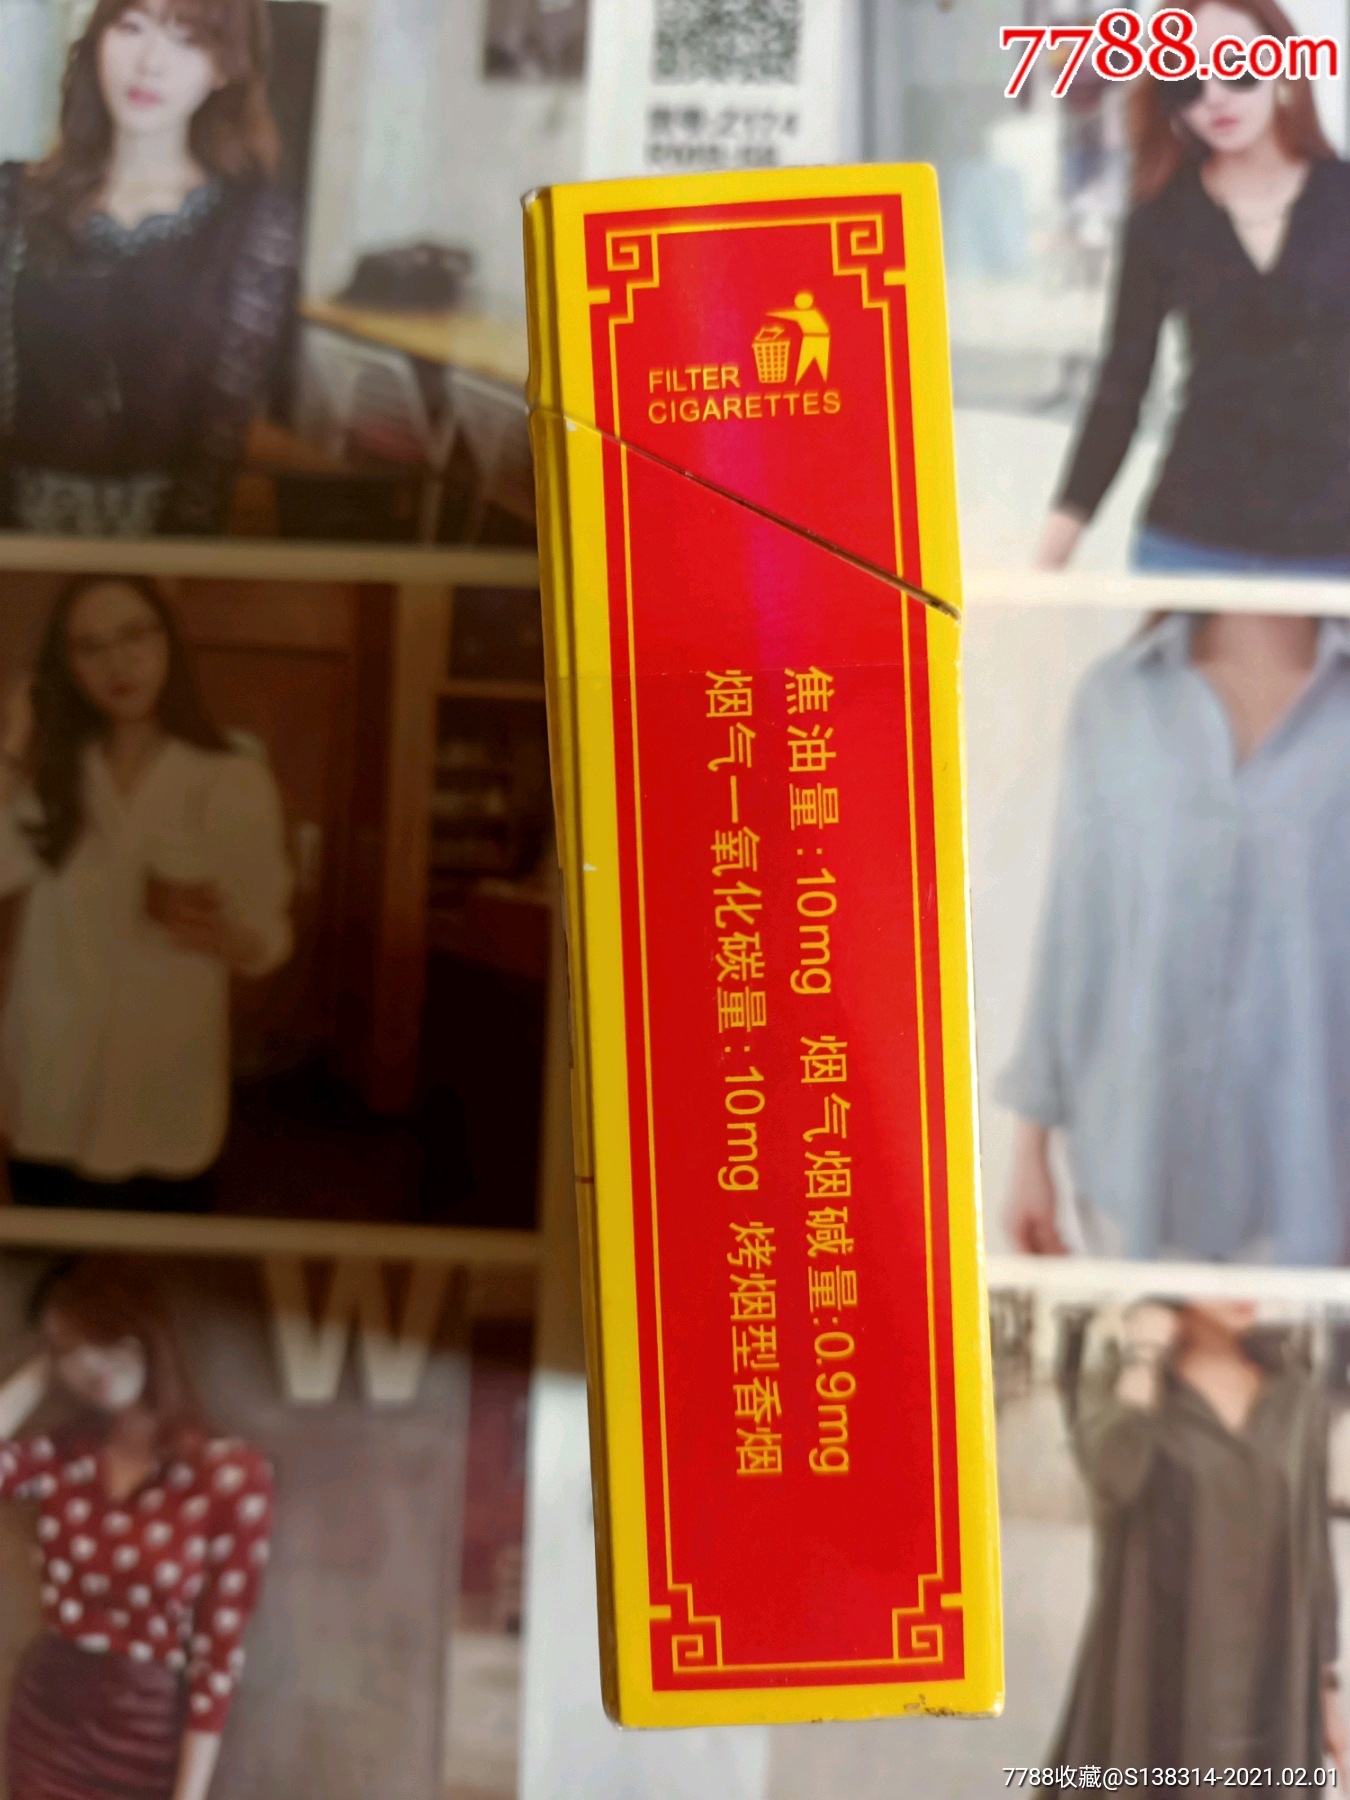 7788.com
FILTER
CIGARETTES
焦油量:10mg 烟气烟碱量:0.9mg
烟气一氧化碳量:10mg 烤烟型香烟
W
7788收藏@S138314-2021.02.01